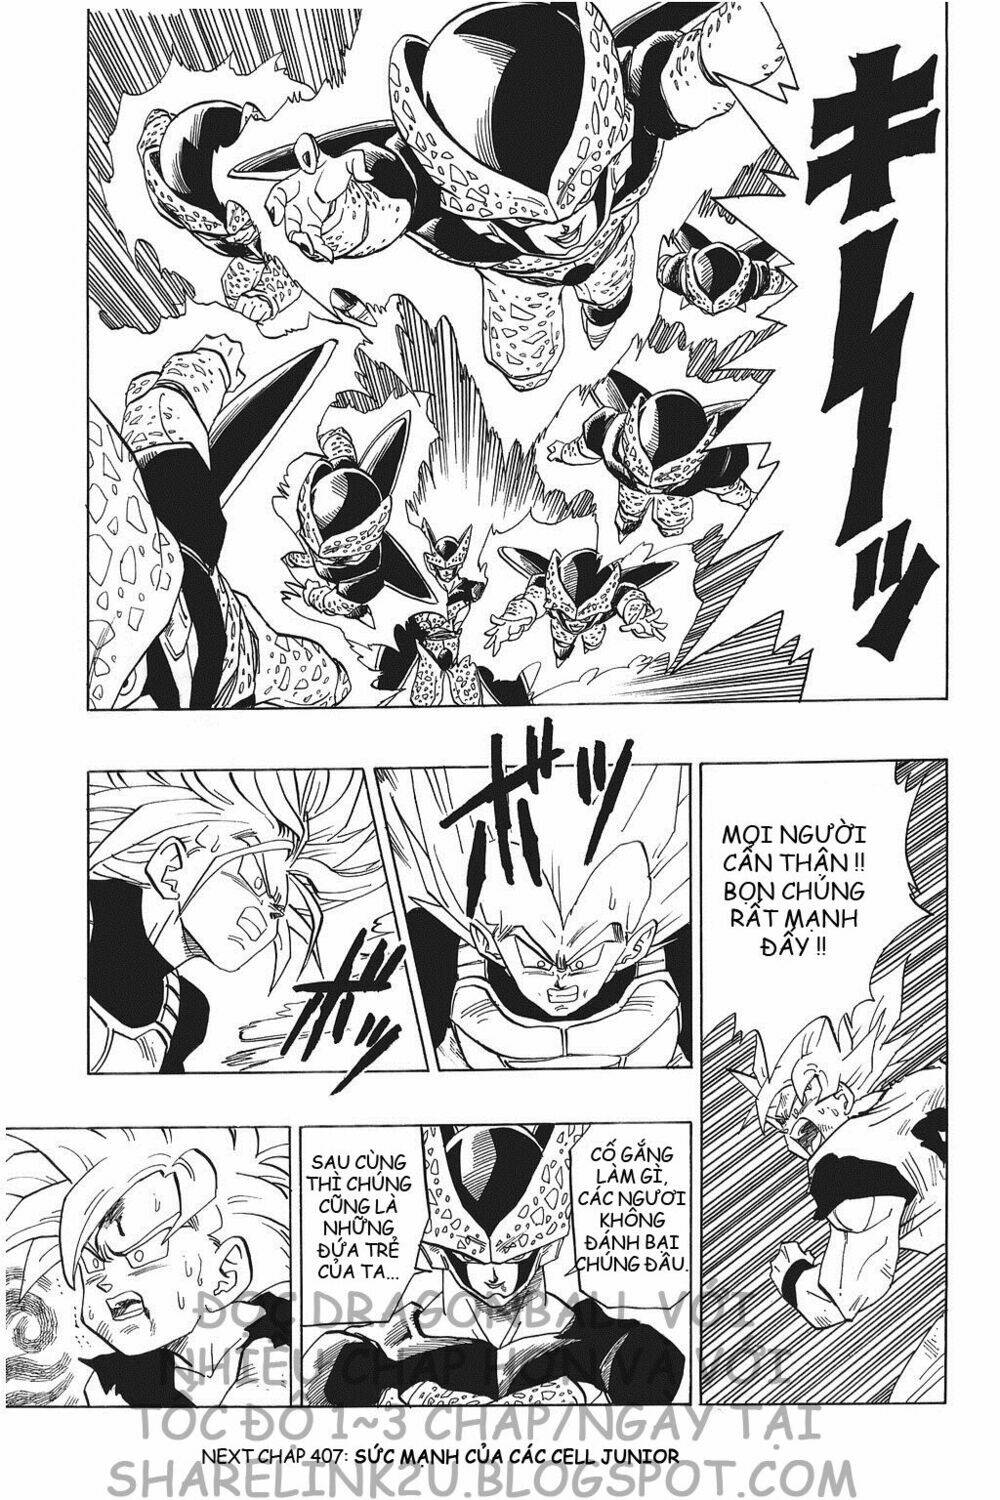 キーーッ
MỌI NGƯỜI
CẨN THẬN !!
BỌN CHÚNG
RẤT MẠNH
ĐẤY !!
ボッ
ボッ
CỐ GẮNG
LÀM GÌ,
CÁC NGƯƠI
KHÔNG
ĐÁNH BẠI
CHÚNG ĐÂU.
SAU CÙNG
THÌ CHÚNG
CŨNG LÀ
NHỮNG
ĐỨA TRẺ
CỦA TA...
ĐỌC DRAGONBALL VỚI
NHIỀU CHAP HƠN VÀ VỚI
TỐC ĐỘ 1~3 CHAP/NGÀY TẠI
NEXT CHAP 407: SỨC MẠNH CỦA CÁC CELL JUNIOR
SHARELINK2U.BLOGSPOT.COM